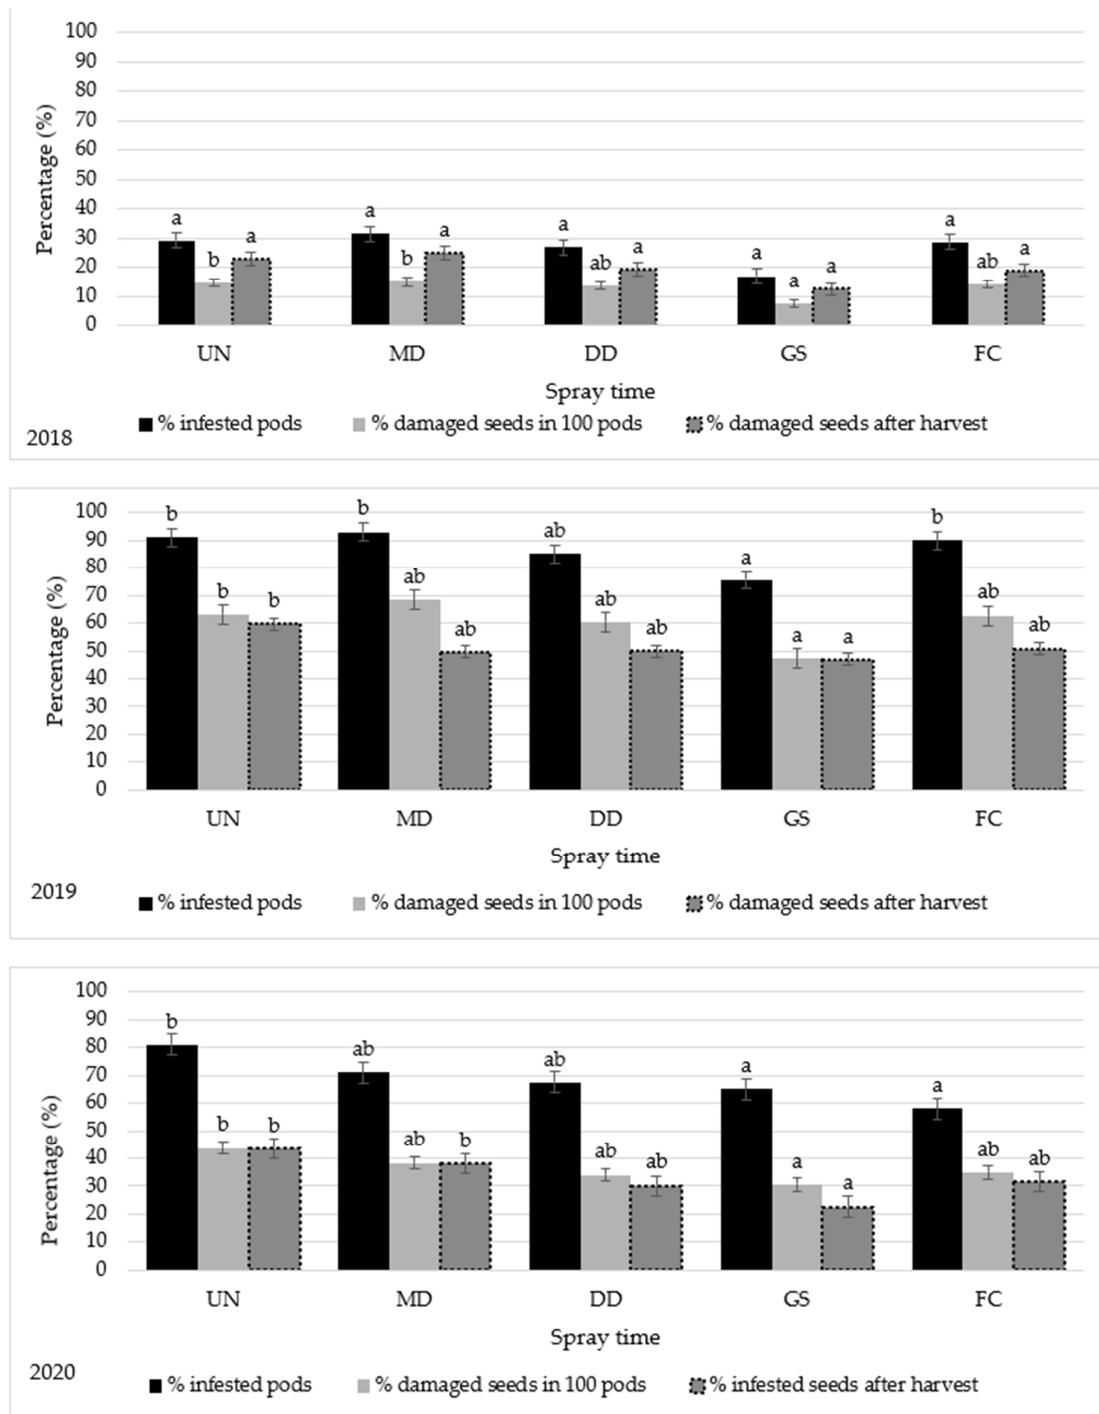 100
90
80
70
60
50
40
30
20
10
0
Percentage (%)
a b a a b a a ab a a a a a ab a
UN MD DD GS FC
Spray time
% infested pods % damaged seeds in 100 pods % damaged seeds after harvest
2018
100
90
80
70
60
50
40
30
20
10
0
Percentage (%)
b b b b ab ab ab ab ab a a a b ab ab
UN MD DD GS FC
Spray time
% infested pods % damaged seeds in 100 pods % damaged seeds after harvest
2019
100
90
80
70
60
50
40
30
20
10
0
Percentage (%)
b b b ab ab b ab ab ab a a a a ab ab
UN MD DD GS FC
Spray time
% infested pods % damaged seeds in 100 pods % infested seeds after harvest
2020